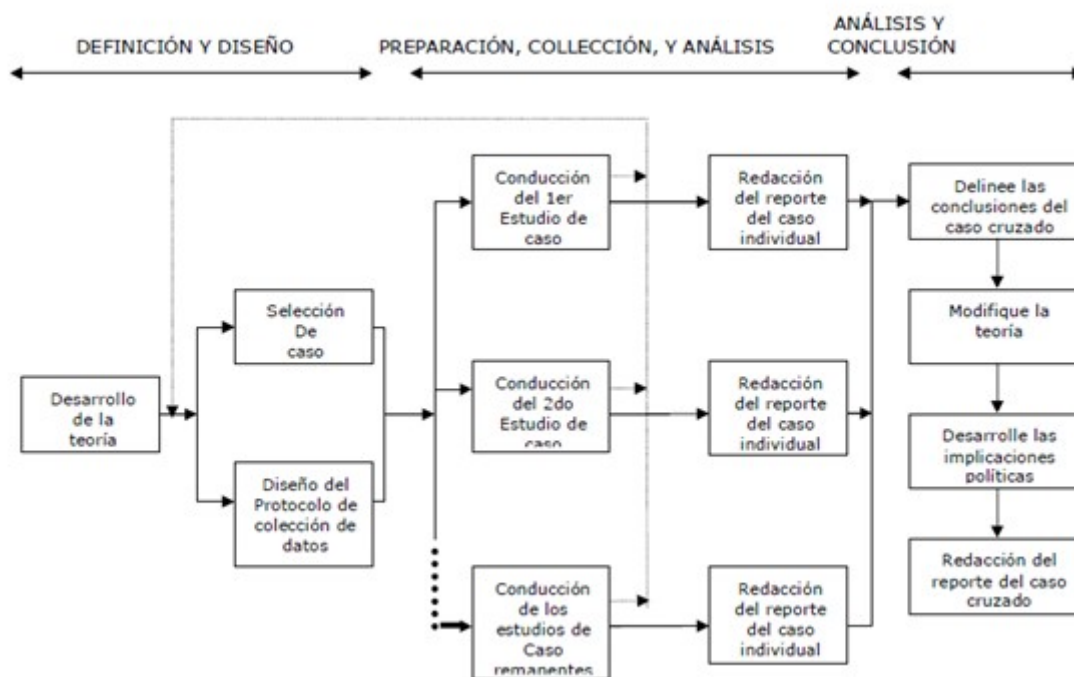 DEFINICIÓN Y DISEÑO
PREPARACIÓN, COLLECCIÓN, Y ANÁLISIS
ANÁLISIS Y
CONCLUSIÓN
Desarrollo
de la
teoría
Selección
De
caso
Diseño del
Protocolo de
colección de
datos
Conducción
del 1er
Estudio de
caso
Redacción
del reporte
del caso
individual
Conducción
del 2do
Estudio de
caso
Redacción
del reporte
del caso
individual
Conducción
de los
estudios de
Caso
remanentes
Redacción
del reporte
del caso
individual
Delinee las
conclusiones del
caso cruzado
Modifique la
teoría
Desarrolle las
implicaciones
políticas
Redacción del
reporte del caso
cruzado